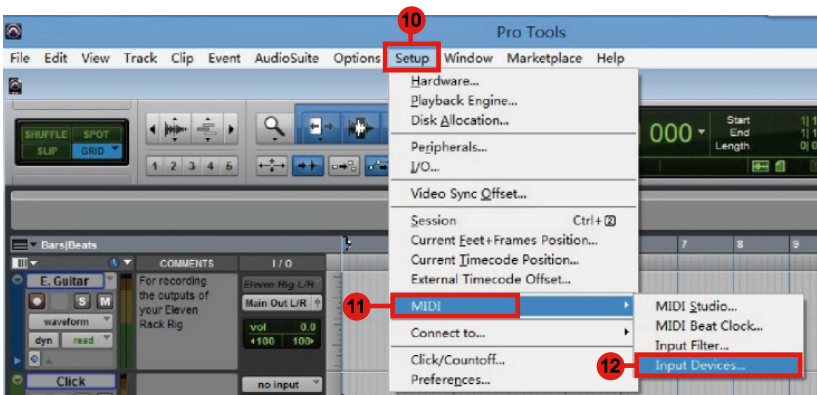 10
Pro Tools
File Edit View Track Clip Event AudioSuite Options Setup Window Marketplace Help
Hardware...
Playback Engine...
Disk Allocation...
Peripherals...
I/O...
Video Sync Offset...
Session Ctrl+2
Current Feet+Frames Position...
Current Timecode Position...
External Timecode Offset...
11 MIDI
Connect to...
Click/Countoff...
Preferences...
MIDI Studio...
MIDI Beat Clock...
Input Filter...
12 Input Devices...
SHUFFLE SPOT
SLIP GRID
1 2 3 4 5
000
Start
End
Length
Bars|Beats
7 8 9
COMMENTS I / O
E. Guitar
S M
waveform
dyn read
For recording
the outputs of
your Eleven
Rack Rig
Eleven Rig L/R
Main Out L/R
vol 0.0
100 100
Click
no input